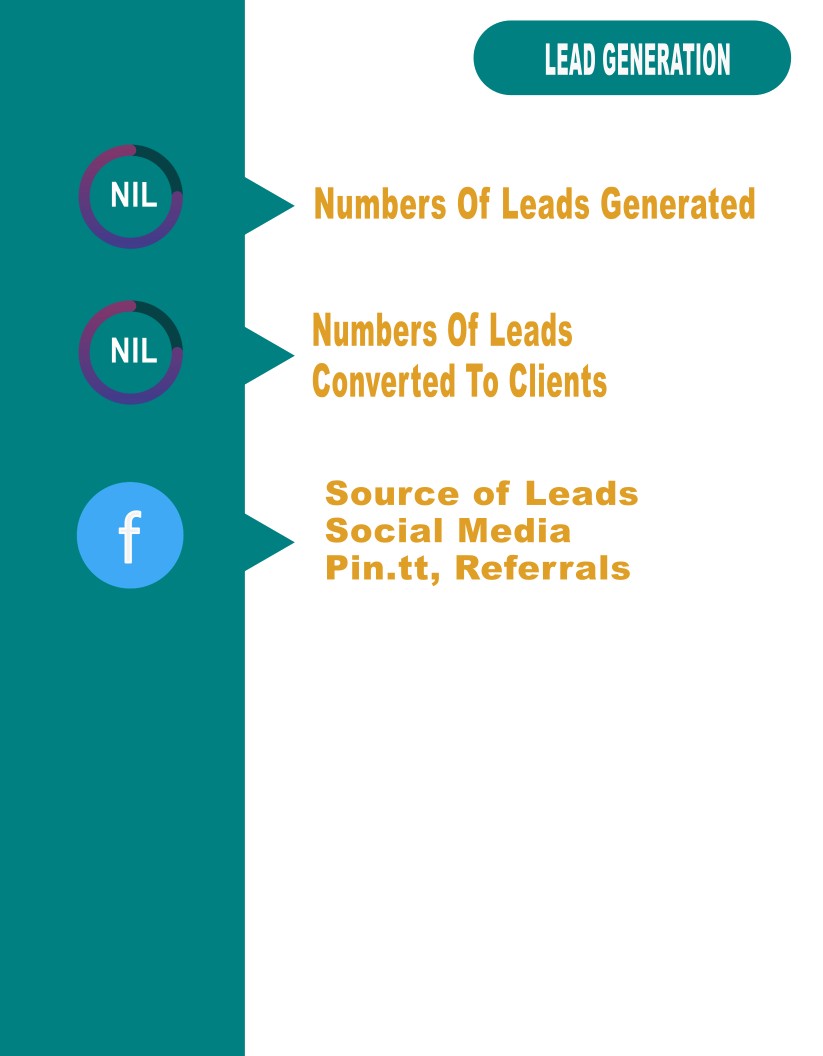 LEAD GENERATION
NIL
Numbers Of Leads Generated
NIL
Numbers Of Leads
Converted To Clients
f
Source of Leads
Social Media
Pin.tt, Referrals